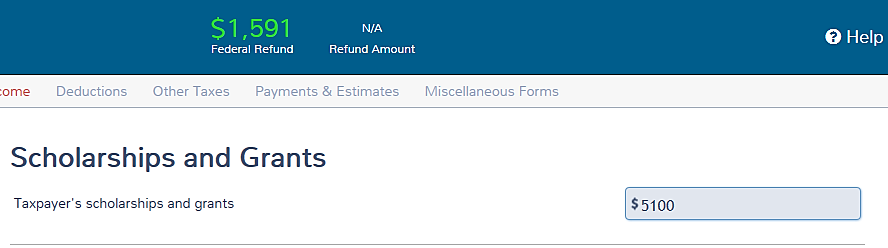 $1,591 N/A
Federal Refund Refund Amount
? Help
come Deductions Other Taxes Payments & Estimates Miscellaneous Forms
Scholarships and Grants
Taxpayer's scholarships and grants $ 5100